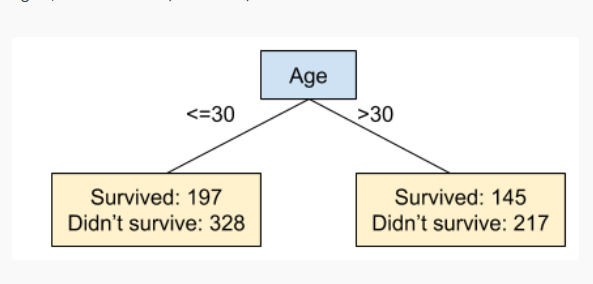 Age
<=30
>30
Survived: 197
Didn't survive: 328
Survived: 145
Didn't survive: 217